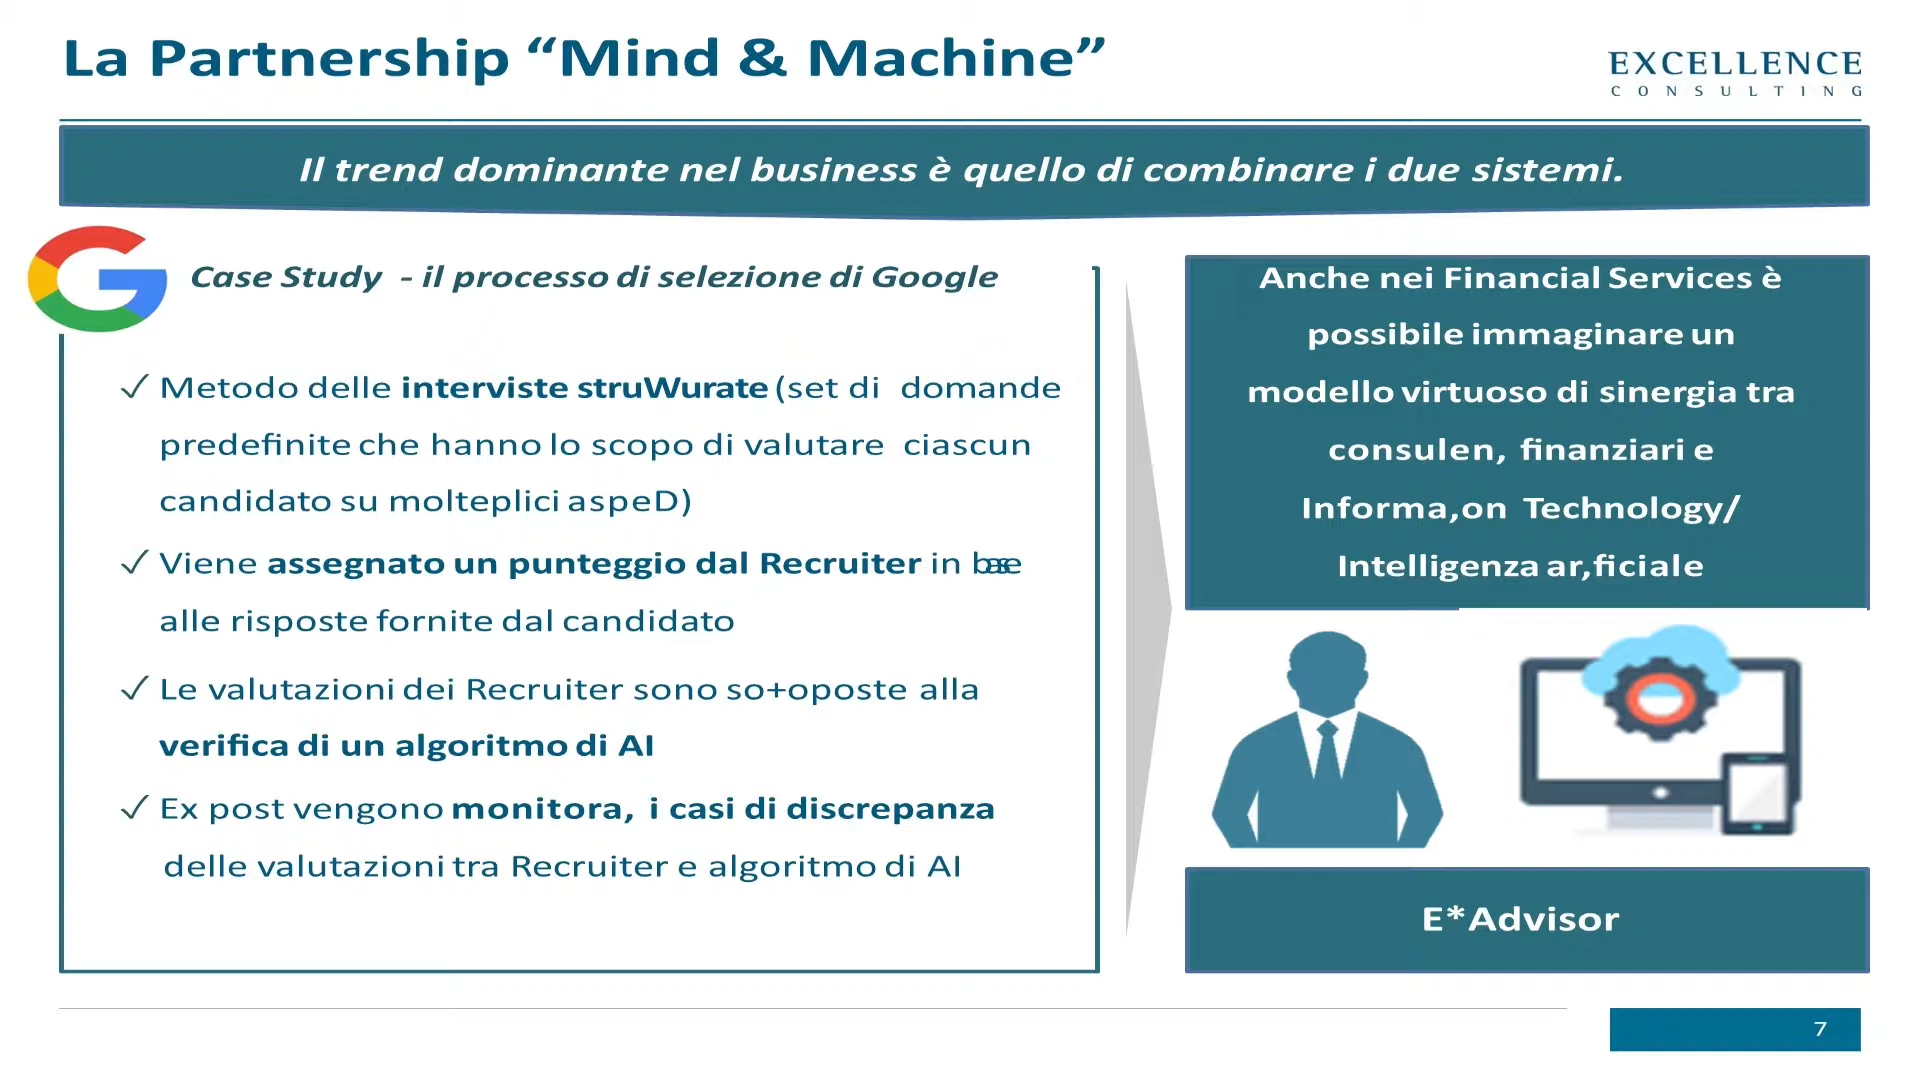 La Partnership “Mind & Machine”
EXCELLENCE
CONSULTING
Il trend dominante nel business è quello di combinare i due sistemi.
Case Study - il processo di selezione di Google
✓ Metodo delle interviste struWurate (set di domande
predefinite che hanno lo scopo di valutare ciascun
candidato su molteplici aspeD)
✓ Viene assegnato un punteggio dal Recruiter in base
alle risposte fornite dal candidato
✓ Le valutazioni dei Recruiter sono so+oposte alla
verifica di un algoritmo di AI
✓ Ex post vengono monitora, i casi di discrepanza
delle valutazioni tra Recruiter e algoritmo di AI
Anche nei Financial Services è
possibile immaginare un
modello virtuoso di sinergia tra
consulen, finanziari e
Informa,on Technology/
Intelligenza ar,ficiale
E*Advisor
7